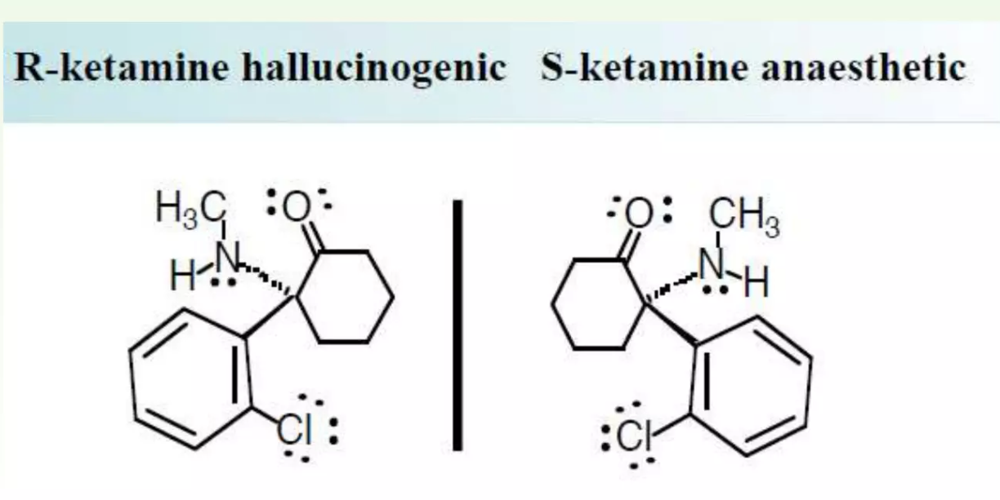 R-ketamine hallucinogenic S-ketamine anaesthetic
H₃C :O:
H N
Cl :
:O: CH₃
N H
:Cl